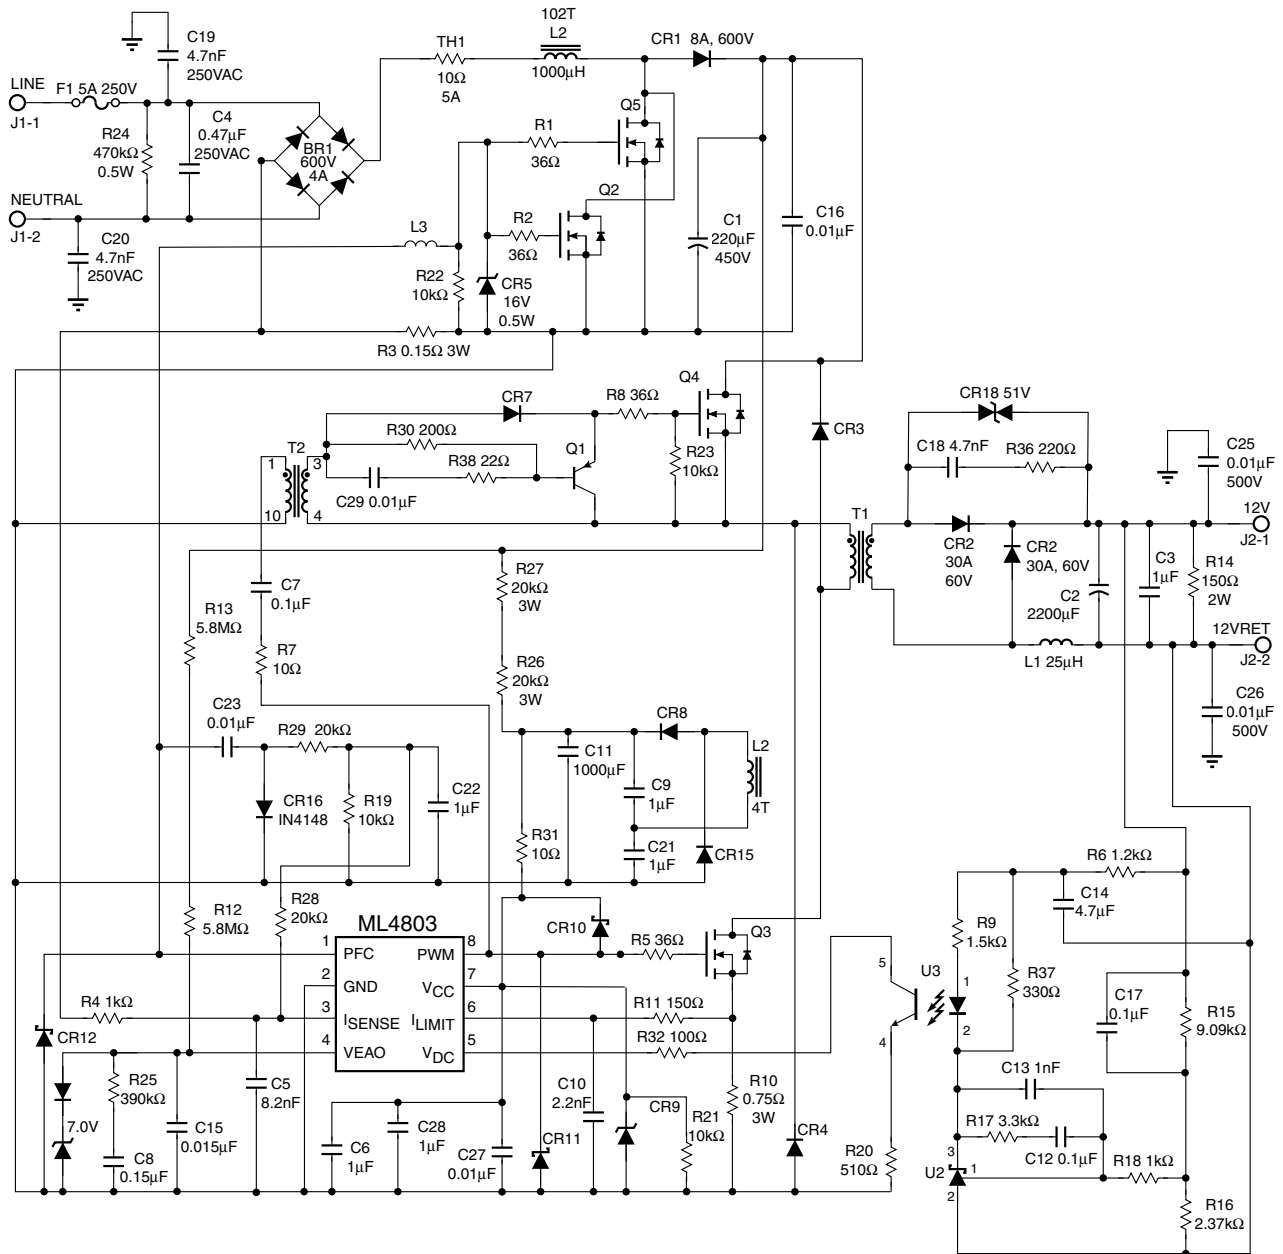 102T
L2
1000µH
C19
4.7nF
250VAC
TH1
10Ω
5A
CR1 8A, 600V
LINE
J1-1
F1 5A 250V
C4
0.47µF
250VAC
R24
470kΩ
0.5W
BR1
600V
4A
Q5
R1
36Ω
Q2
NEUTRAL
J1-2
C20
4.7nF
250VAC
L3
R2
36Ω
C1
220µF
450V
C16
0.01µF
R22
10kΩ
CR5
16V
0.5W
R3 0.15Ω 3W
CR7
R8 36Ω
Q4
CR3
CR18 51V
R30 200Ω
T2
1
3
R38 22Ω
Q1
R23
10kΩ
C18 4.7nF
R36 220Ω
C25
0.01µF
500V
C29 0.01µF
10
4
T1
12V
J2-1
CR2
30A
60V
CR2
30A, 60V
C3
1µF
R14
150Ω
2W
C2
2200µF
R27
20kΩ
3W
C7
0.1µF
R13
5.8MΩ
R7
10Ω
R26
20kΩ
3W
12VRET
J2-2
L1 25µH
C26
0.01µF
500V
C23
0.01µF
R29 20kΩ
CR8
L2
4T
C11
1000µF
C9
1µF
C22
1µF
CR16
IN4148
R19
10kΩ
R31
10Ω
C21
1µF
CR15
R6 1.2kΩ
C14
4.7µF
R12
5.8MΩ
R28
20kΩ
ML4803
CR10
R5 36Ω
Q3
R9
1.5kΩ
1
PFC
PWM
8
2
GND
VCC
7
3
ISENSE
ILIMIT
6
4
VEAO
VDC
5
R4 1kΩ
CR12
R11 150Ω
R32 100Ω
5
U3
4
1
2
R37
330Ω
C17
0.1µF
R15
9.09kΩ
R25
390kΩ
C5
8.2nF
C10
2.2nF
R10
0.75Ω
3W
C13 1nF
7.0V
C15
0.015µF
C8
0.15µF
C6
1µF
C28
1µF
C27
0.01µF
CR11
CR9
R21
10kΩ
CR4
R20
510Ω
R17 3.3kΩ
C12 0.1µF
R18 1kΩ
3
U2
1
2
R16
2.37kΩ